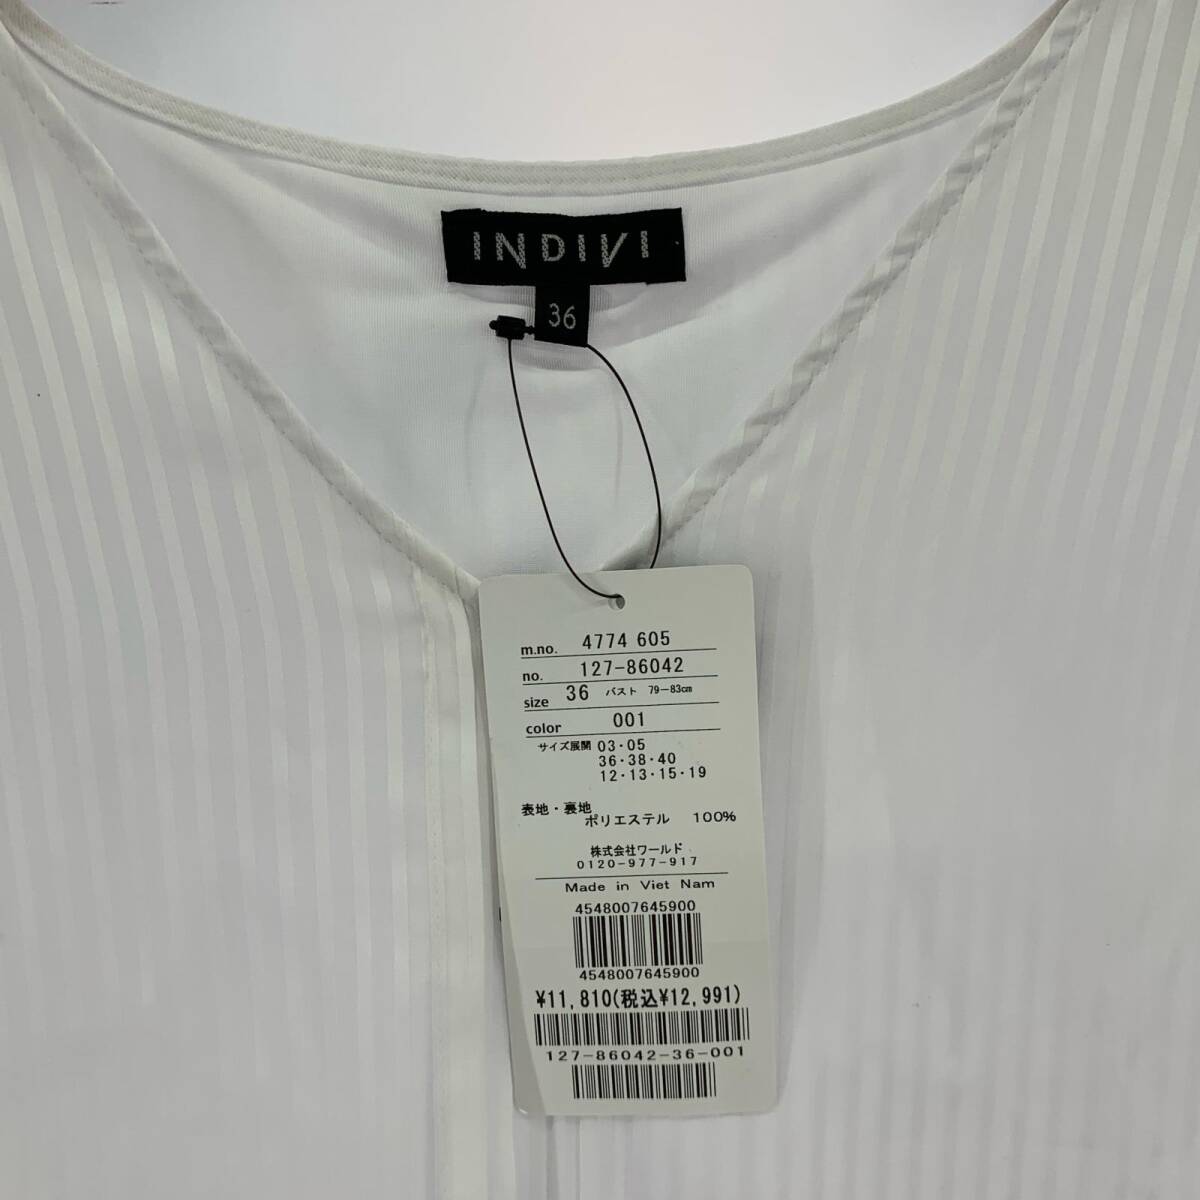 INDIVI
36
m.no. 4774 605
no. 127-86042
size 36 バスト 79−83㎝
color 001
サイズ展開 03・05
36・38・40
12・13・15・19
表地・裏地
ポリエステル 100%
株式会社ワールド
0120-977-917
Made in Viet Nam
4548007645900
4548007645900
¥11,810(税込¥12,991)
127-86042-36-001